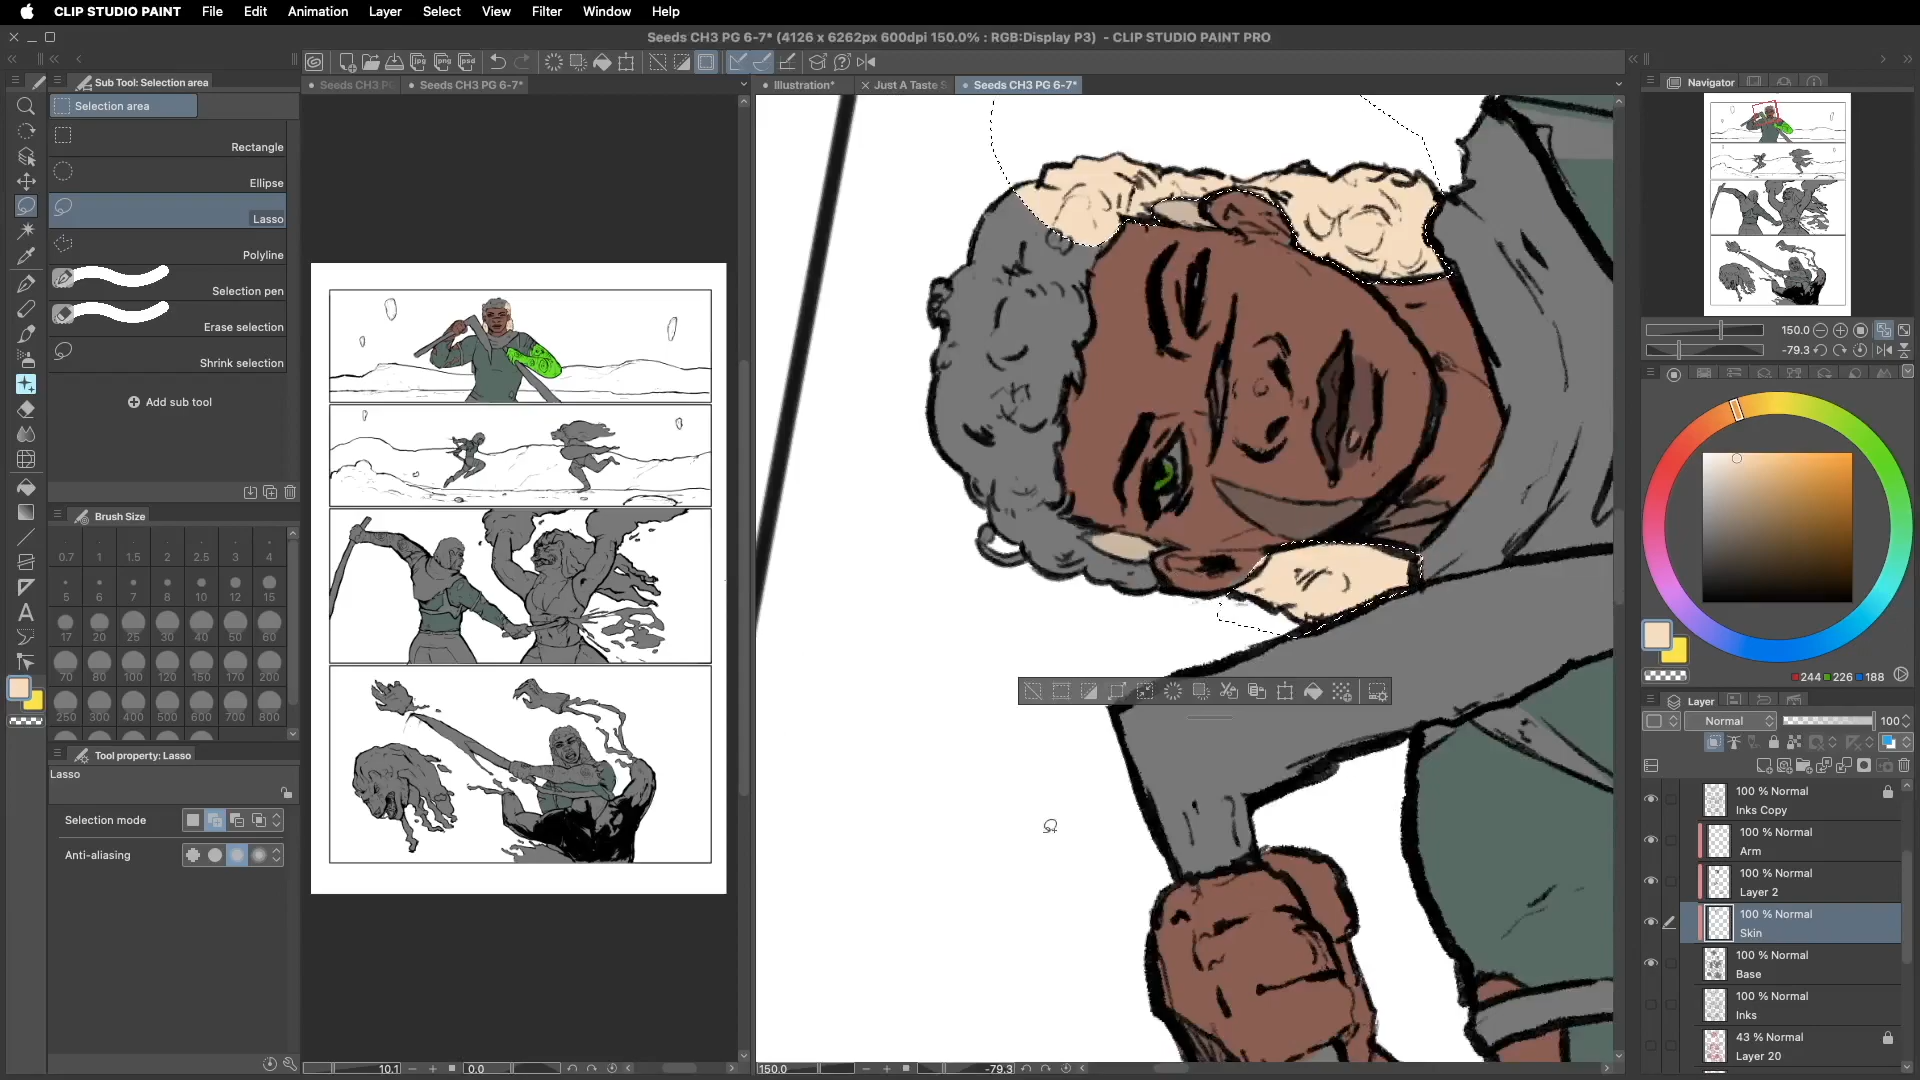 CLIP STUDIO PAINT File Edit Animation Layer Select View Filter Window Help
Seeds CH3 PG 6-7* (4126 x 6262px 600dpi 150.0% : RGB:Display P3) - CLIP STUDIO PAINT PRO
Sub Tool: Selection area
Selection area
Rectangle
Ellipse
Lasso
Polyline
Selection pen
Erase selection
Shrink selection
Add sub tool
Brush Size
0.7 1 1.5 2 2.5 3 4
5 6 7 8 10 12 15
17 20 25 30 40 50 60
70 80 100 120 150 170 200
250 300 400 500 600 700 800
Tool property: Lasso
Lasso
Selection mode
Anti-aliasing
Seeds CH3 PG
Seeds CH3 PG 6-7*
10.1
0.0
Illustration*
Just A Taste S
Seeds CH3 PG 6-7*
150.0
-79.3
Navigator
150.0
-79.3
244 226 188
Layer
Normal 100
100 % Normal
Inks Copy
100 % Normal
Arm
100 % Normal
Layer 2
100 % Normal
Skin
100 % Normal
Base
100 % Normal
Inks
43 % Normal
Layer 20